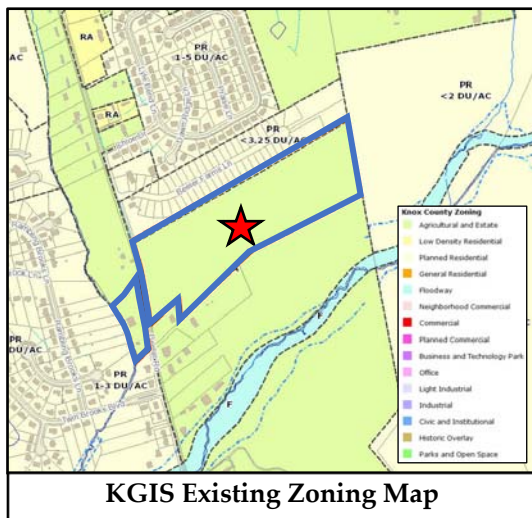 RA
PR
1-5 DU/AC
AC
RA
PR
<2 DU/AC
PR
<3.25 DU/AC
PR
DU/AC
PR
1-3 DU/AC
Twin Brooks Blvd
F
F
Knox County Zoning
Agricultural and Estate
Low Density Residential
Planned Residential
General Residential
Floodway
Neighborhood Commercial
Commercial
Planned Commercial
Business and Technology Park
Office
Light Industrial
Industrial
Civic and Institutional
Historic Overlay
Parks and Open Space
KGIS Existing Zoning Map